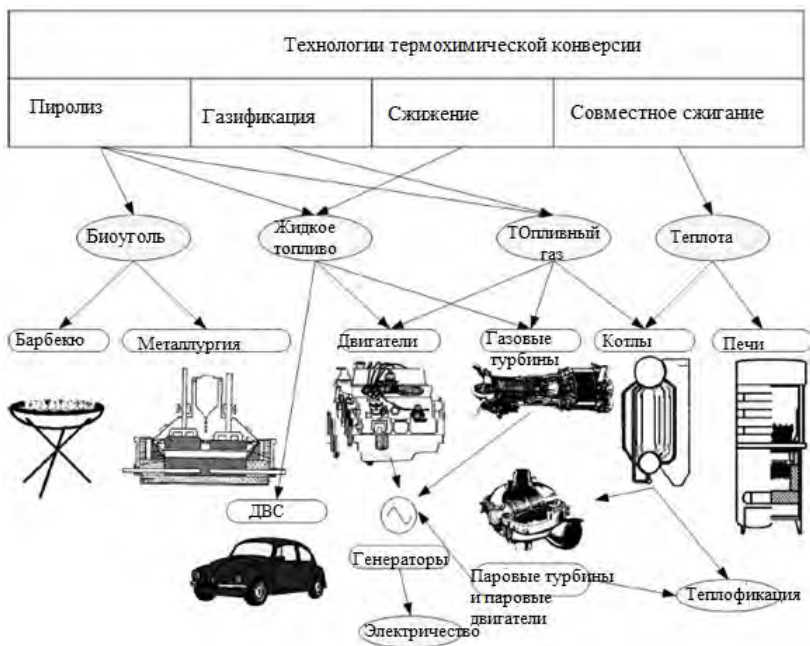 Технологии термохимической конверсии
Пиролиз
Газификация
Сжижение
Совместное сжигание
Биоуголь
Жидкое
топливо
ТОпливный
газ
Теплота
Барбекю
Металлургия
Двигатели
Газовые
турбины
Котлы
Печи
ДВС
Генераторы
Паровые турбины
и паровые
двигатели
Теплофикация
Электричество